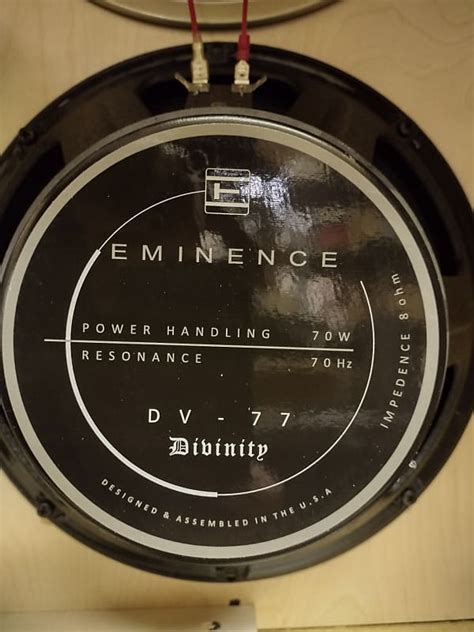 E
EMINENCE
POWER HANDLING 70W
RESONANCE 70Hz
DV-77
Divinity
DESIGNED & ASSEMBLED IN THE U.S.A
IMPEDENCE 8ohm